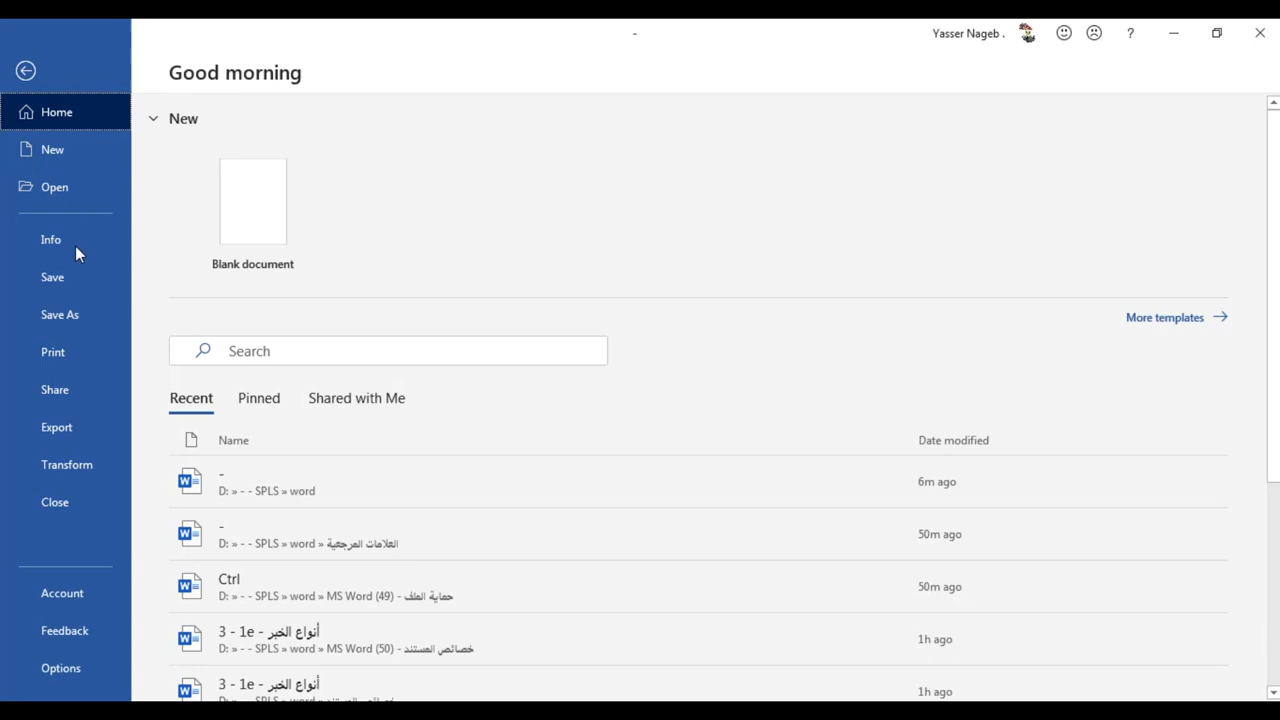 -
Yasser Nageb .
?
Good morning
Home
New
Open
Info
Save
Save As
Print
Share
Export
Transform
Close
Account
Feedback
Options
New
Blank document
More templates
Search
Recent Pinned Shared with Me
Name Date modified
-
D: » - - SPLS » word
6m ago
-
D: » - - SPLS » word » العلامات المرجعية
50m ago
Ctrl
D: » - - SPLS » word » MS Word (49) - حماية الملف
50m ago
3 - 1e - أنواع الخبر
D: » - - SPLS » word » MS Word (50) - خصائص المستند
1h ago
3 - 1e - أنواع الخبر
1h ago